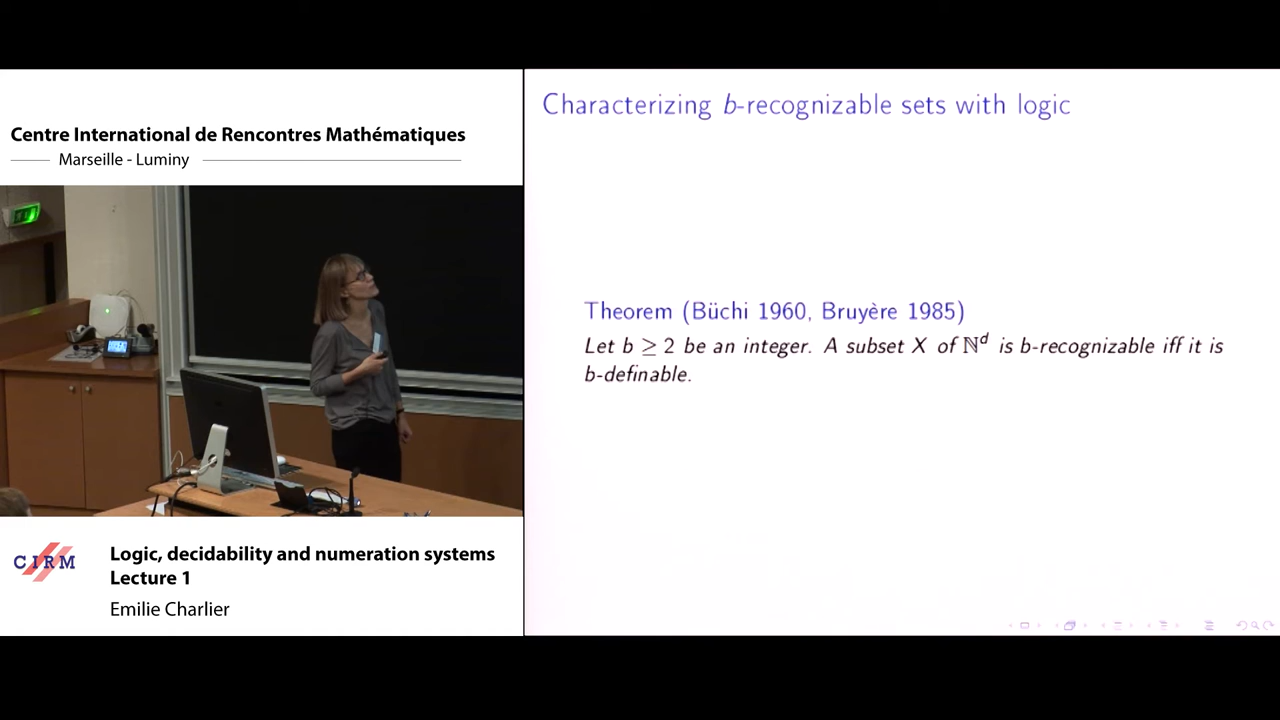 Centre International de Rencontres Mathématiques
Marseille - Luminy
CIRM
Logic, decidability and numeration systems
Lecture 1
Emilie Charlier
Characterizing b-recognizable sets with logic
Theorem (Büchi 1960, Bruyère 1985)
Let b ≥ 2 be an integer. A subset X of ℕᵈ is b-recognizable iff it is
b-definable.